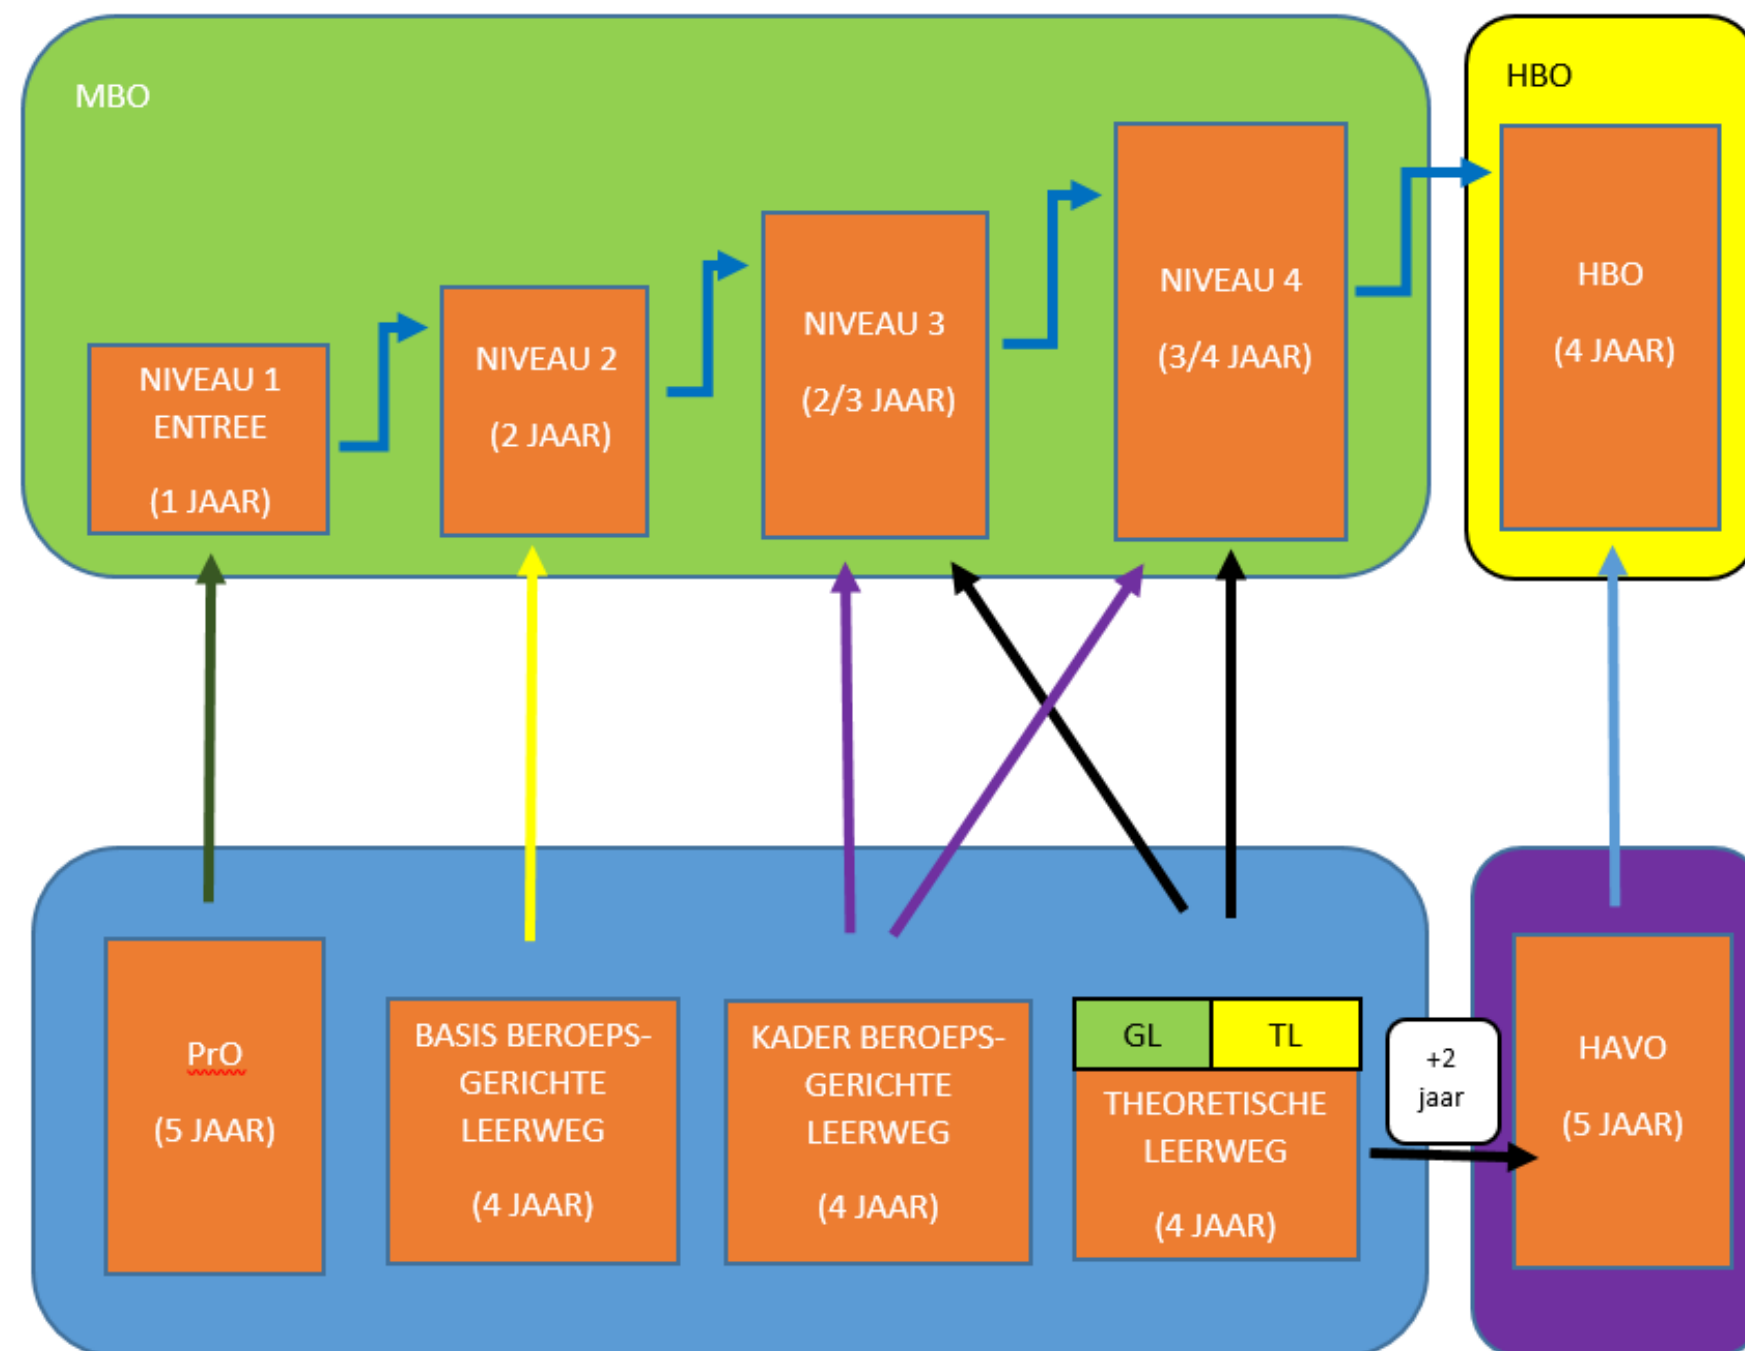 MBO
NIVEAU 1
ENTREE
(1 JAAR)
NIVEAU 2
(2 JAAR)
NIVEAU 3
(2/3 JAAR)
NIVEAU 4
(3/4 JAAR)
HBO
HBO
(4 JAAR)
PrO
(5 JAAR)
BASIS BEROEPS-
GERICHTE
LEERWEG
(4 JAAR)
KADER BEROEPS-
GERICHTE
LEERWEG
(4 JAAR)
GL
TL
THEORETISCHE
LEERWEG
(4 JAAR)
+2
jaar
HAVO
(5 JAAR)